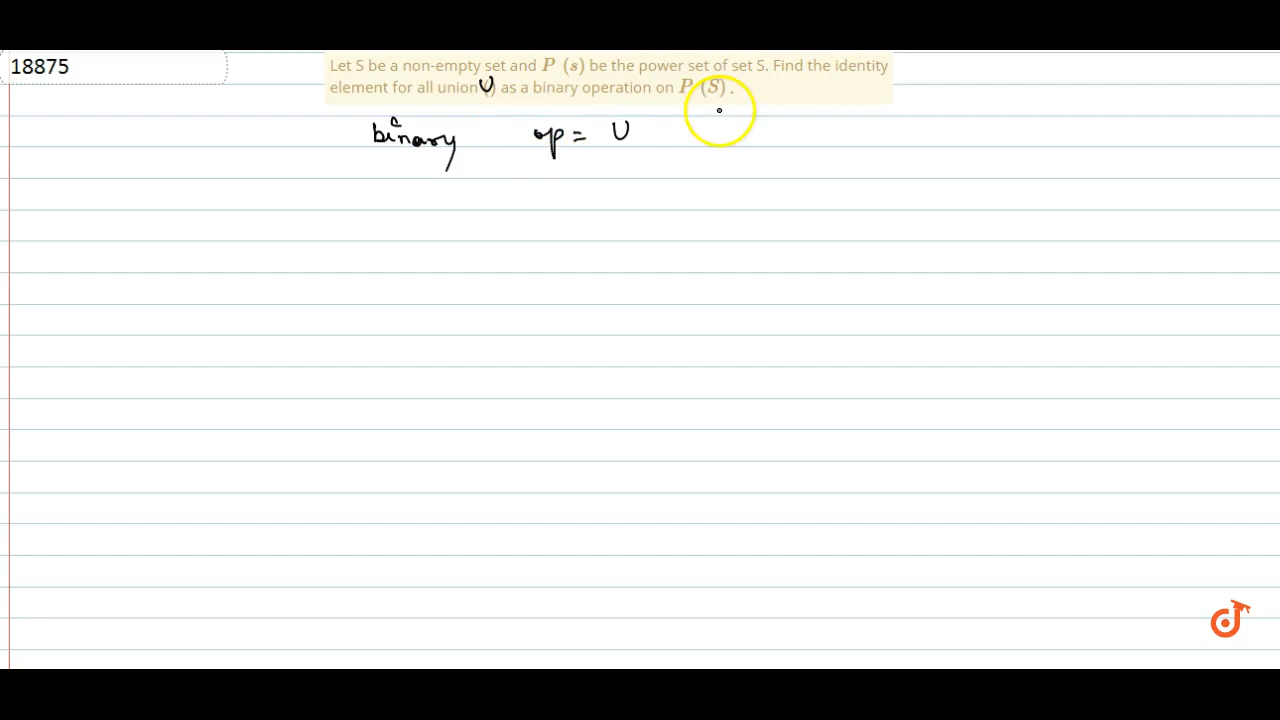 18875
Let S be a non-empty set and P (s) be the power set of set S. Find the identity
element for all union U as a binary operation on P (S) .
binary op = U